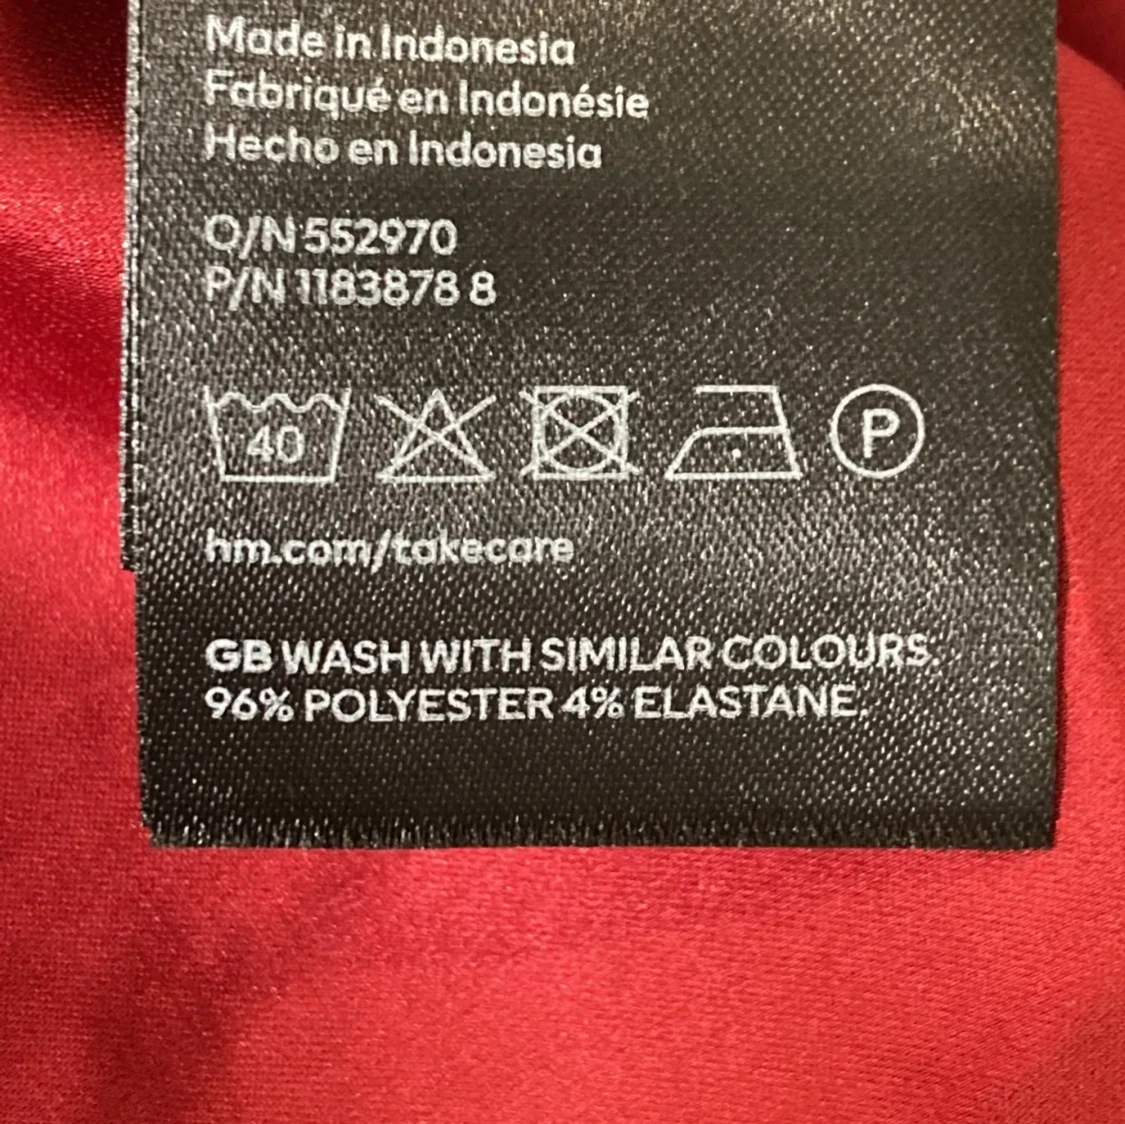 Made in Indonesia
Fabriqué en Indonésie
Hecho en Indonesia
O/N 552970
P/N 1183878 8
40 P
hm.com/takecare
GB WASH WITH SIMILAR COLOURS.
96% POLYESTER 4% ELASTANE.